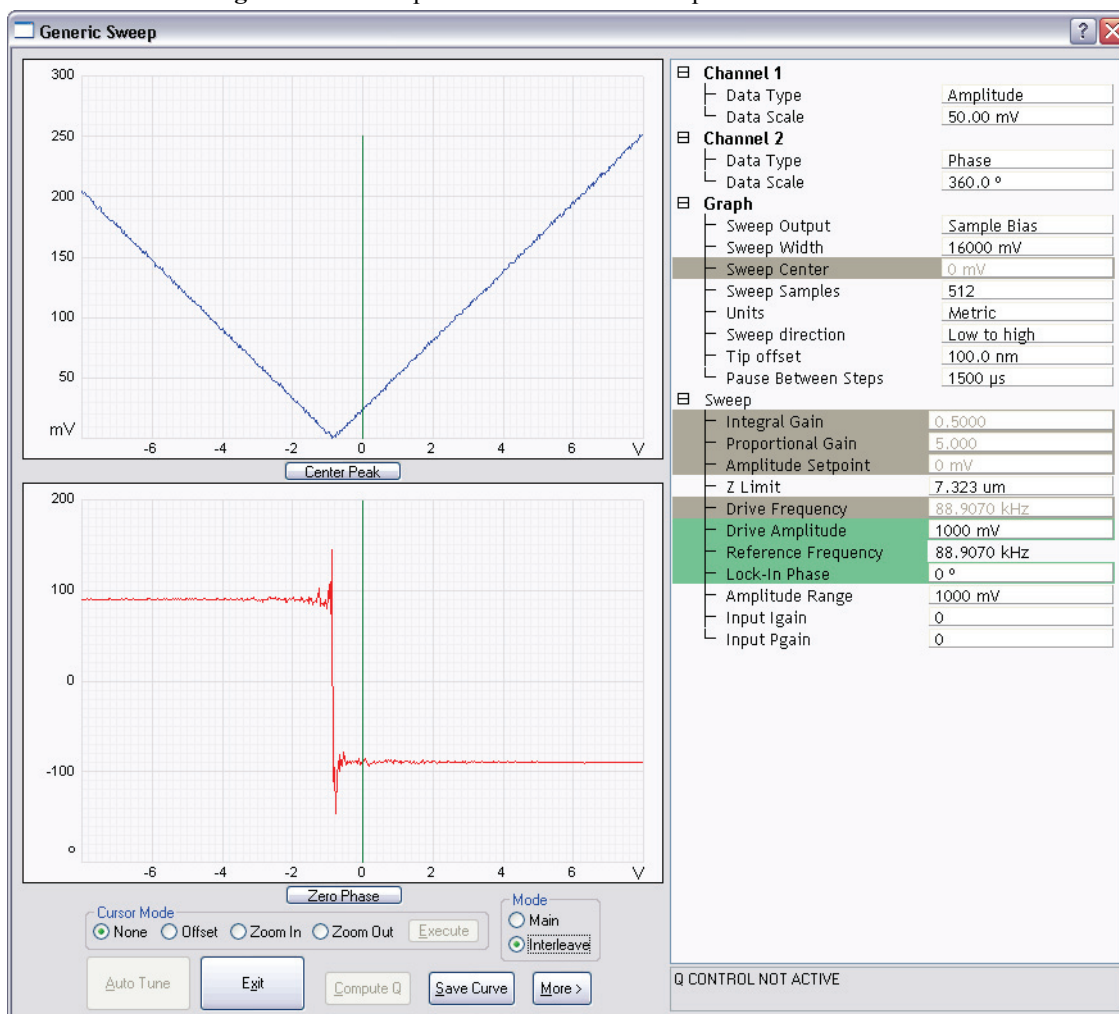 Generic Sweep
300
250
200
150
100
50
mV
-6 -4 -2 0 2 4 6 V
Center Peak
200
100
0
-100
o
-6 -4 -2 0 2 4 6 V
Zero Phase
Cursor Mode
None Offset Zoom In Zoom Out Execute
Mode
Main
Interleave
Auto Tune Exit Compute Q Save Curve More >
Channel 1
Data Type Amplitude
Data Scale 50.00 mV
Channel 2
Data Type Phase
Data Scale 360.0 º
Graph
Sweep Output Sample Bias
Sweep Width 16000 mV
Sweep Center 0 mV
Sweep Samples 512
Units Metric
Sweep direction Low to high
Tip offset 100.0 nm
Pause Between Steps 1500 µs
Sweep
Integral Gain 0.5000
Proportional Gain 5.000
Amplitude Setpoint 0 mV
Z Limit 7.323 um
Drive Frequency 88.9070 kHz
Drive Amplitude 1000 mV
Reference Frequency 88.9070 kHz
Lock-In Phase 0 º
Amplitude Range 1000 mV
Input Igain 0
Input Pgain 0
Q CONTROL NOT ACTIVE